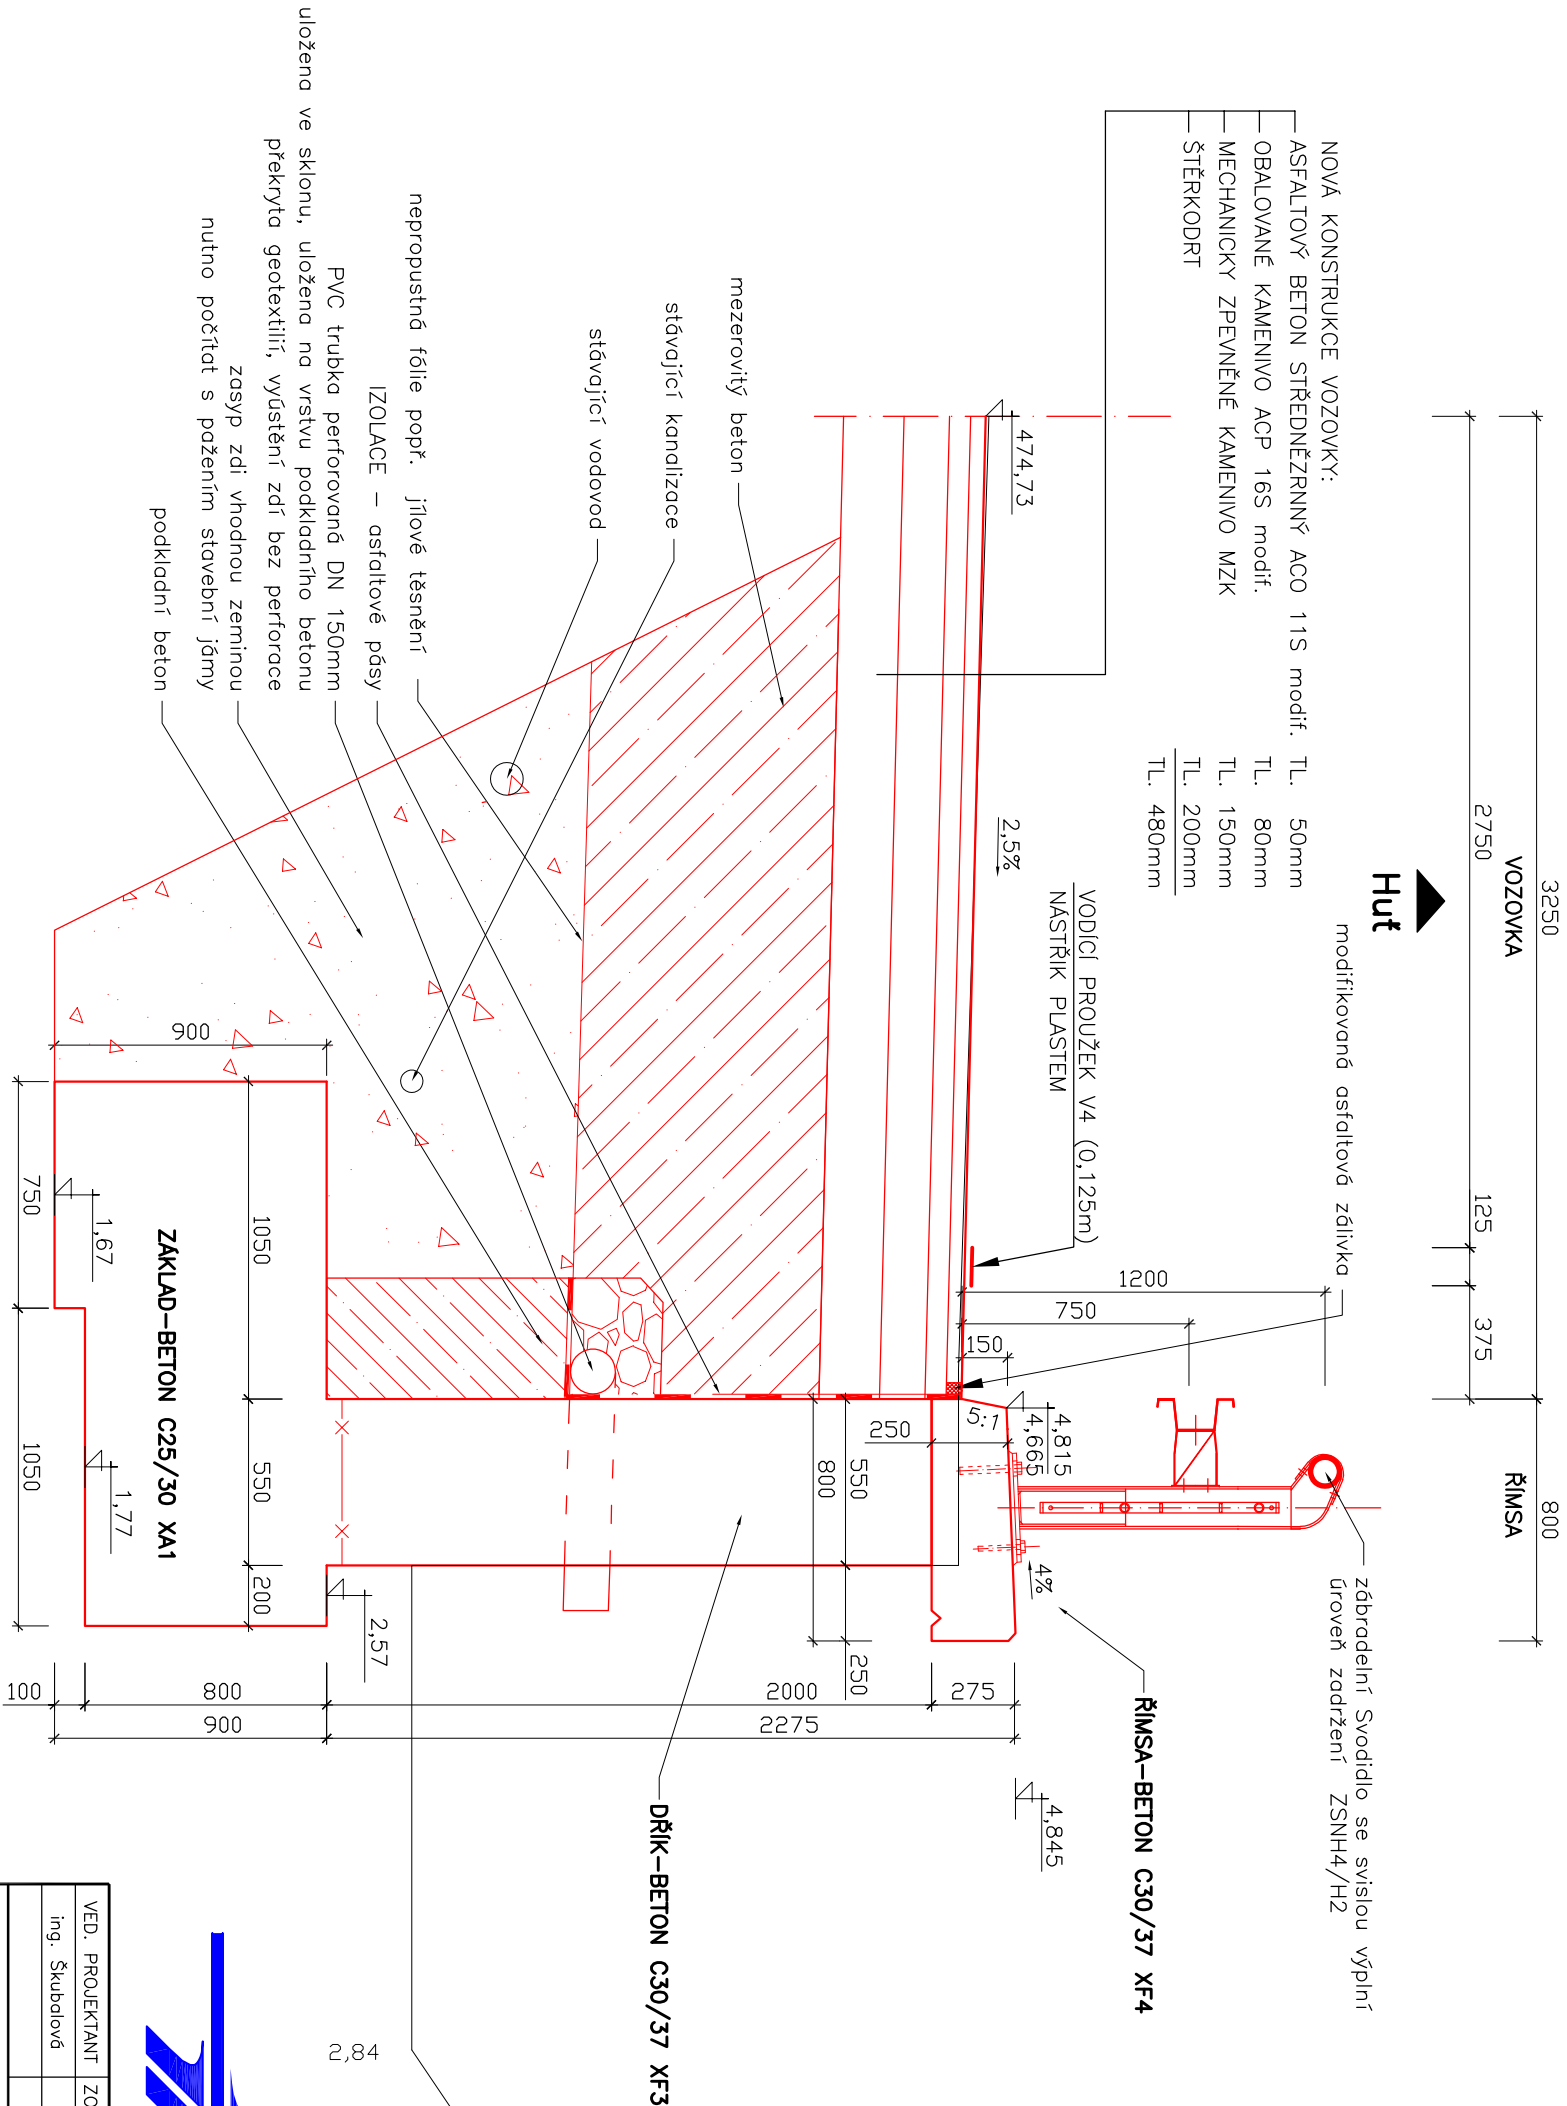 NOVÁ KONSTRUKCE VOZOVKY:
ASFALTOVÝ BETON STŘEDNĚZRNNÝ ACO 11S modif. TL. 50mm
OBALOVANÉ KAMENIVO ACP 16S modif. TL. 80mm
MECHANICKY ZPEVNĚNÉ KAMENIVO MZK TL. 150mm
ŠTĚRKODRT TL. 200mm
TL. 480mm
3250
800
VOZOVKA
ŘÍMSA
2750
125
375
Huť
modifikovaná asfaltová zálivka
zábradelní Svodidlo se svislou výplní
úroveň zadržení ZSNH4/H2
1200
750
150
VODÍCÍ PROUŽEK V4 (0,125m)
NÁSTŘIK PLASTEM
474,73
2,5%
4,815
4,665
5:1
4%
250
550
800
250
ŘÍMSA-BETON C30/37 XF4
4,845
275
2000
2275
mezerovitý beton
stávající kanalizace
stávající vodovod
nepropustná fólie popř. jílové těsnění
IZOLACE - asfaltové pásy
PVC trubka perforovaná DN 150mm
uložena ve sklonu, uložena na vrstvu podkladního betonu
překryta geotextilií, vyústění zdí bez perforace
zasyp zdi vhodnou zeminou
nutno počítat s pažením stavební jámy
podkladní beton
DŘÍK-BETON C30/37 XF3
900
1050
550
200
2,57
ZÁKLAD-BETON C25/30 XA1
1,67
1,77
750
1050
100
800
900
2,84
VED. PROJEKTANT
ing. Škubalová